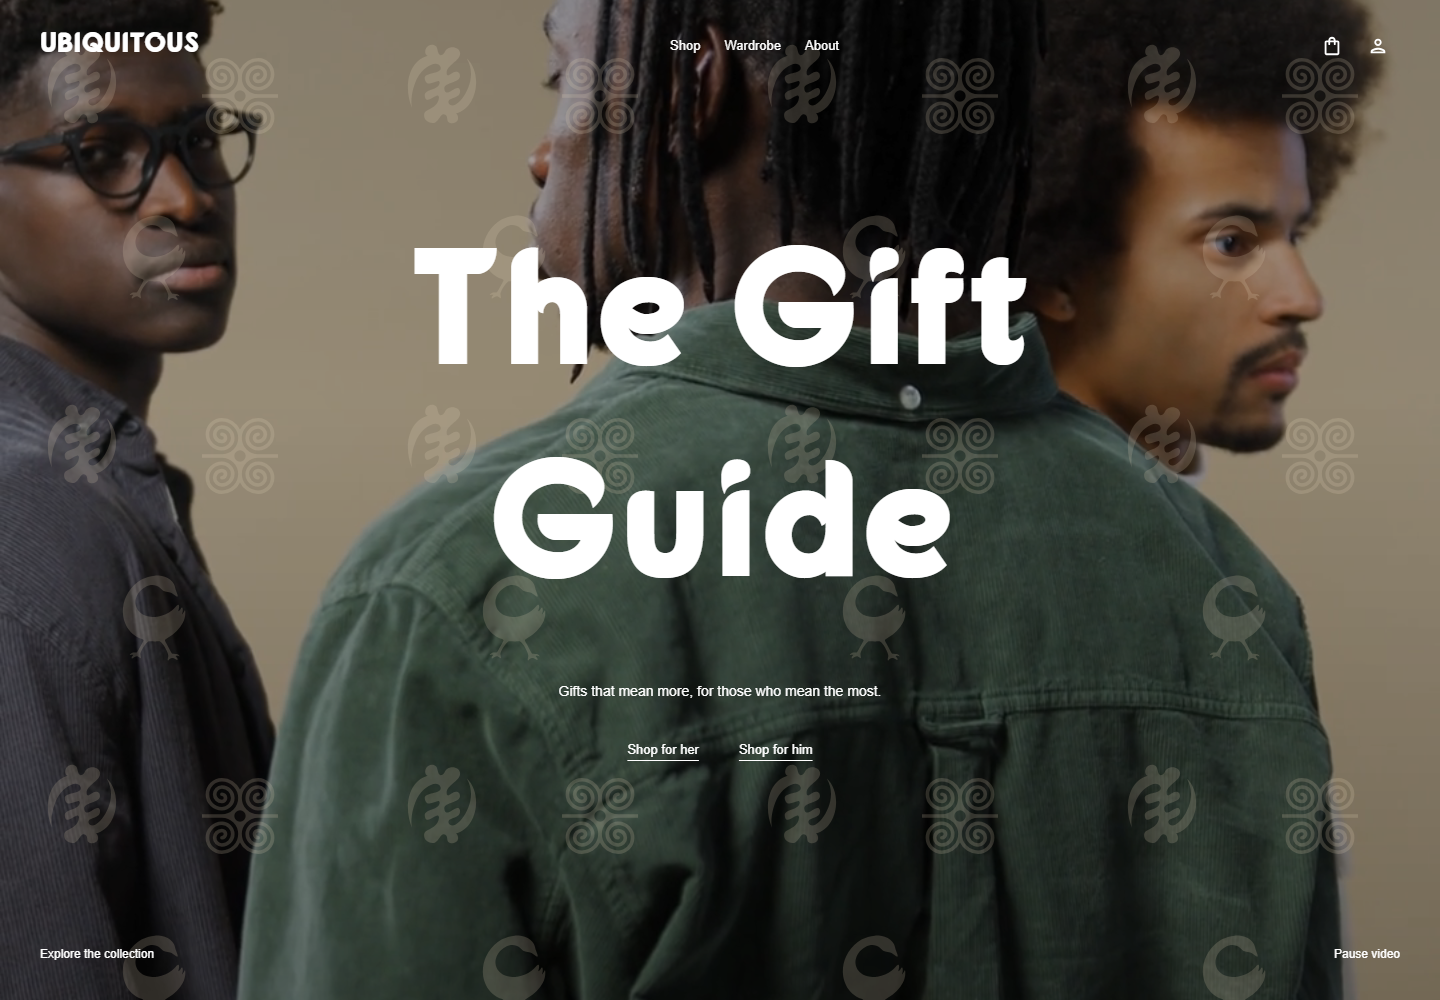 UBIQUITOUS
Shop
Wardrobe
About
The Gift
Guide
Gifts that mean more, for those who mean the most.
Shop for her
Shop for him
Explore the collection
Pause video